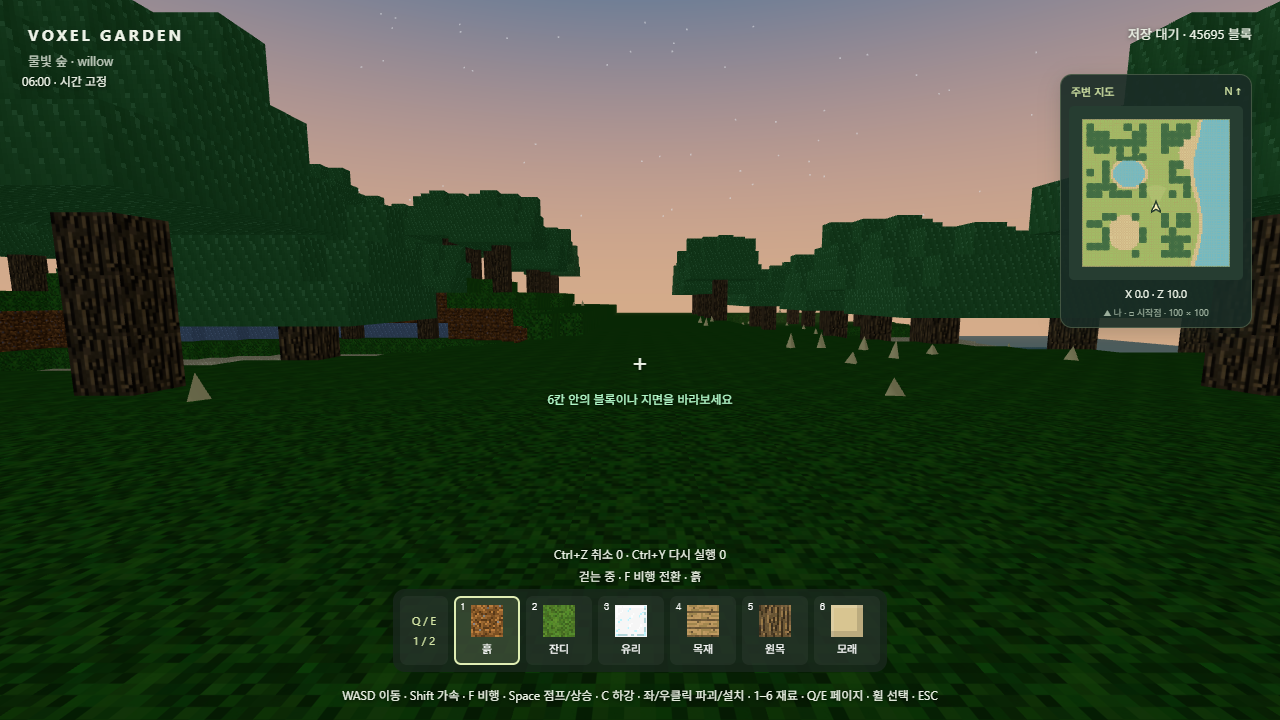 VOXEL GARDEN
물빛 숲 · willow
06:00 · 시간 고정
저장 대기 · 45695 블록
주변 지도
N ↑
X 0.0 · Z 10.0
▲ 나 · □ 시작점 · 100 × 100
6칸 안의 블록이나 지면을 바라보세요
Ctrl+Z 취소 0 · Ctrl+Y 다시 실행 0
걷는 중 · F 비행 전환 · 흙
Q / E
1 / 2
1
흙
2
잔디
3
유리
4
목재
5
원목
6
모래
WASD 이동 · Shift 가속 · F 비행 · Space 점프/상승 · C 하강 · 좌/우클릭 파괴/설치 · 1–6 재료 · Q/E 페이지 · 휠 선택 · ESC